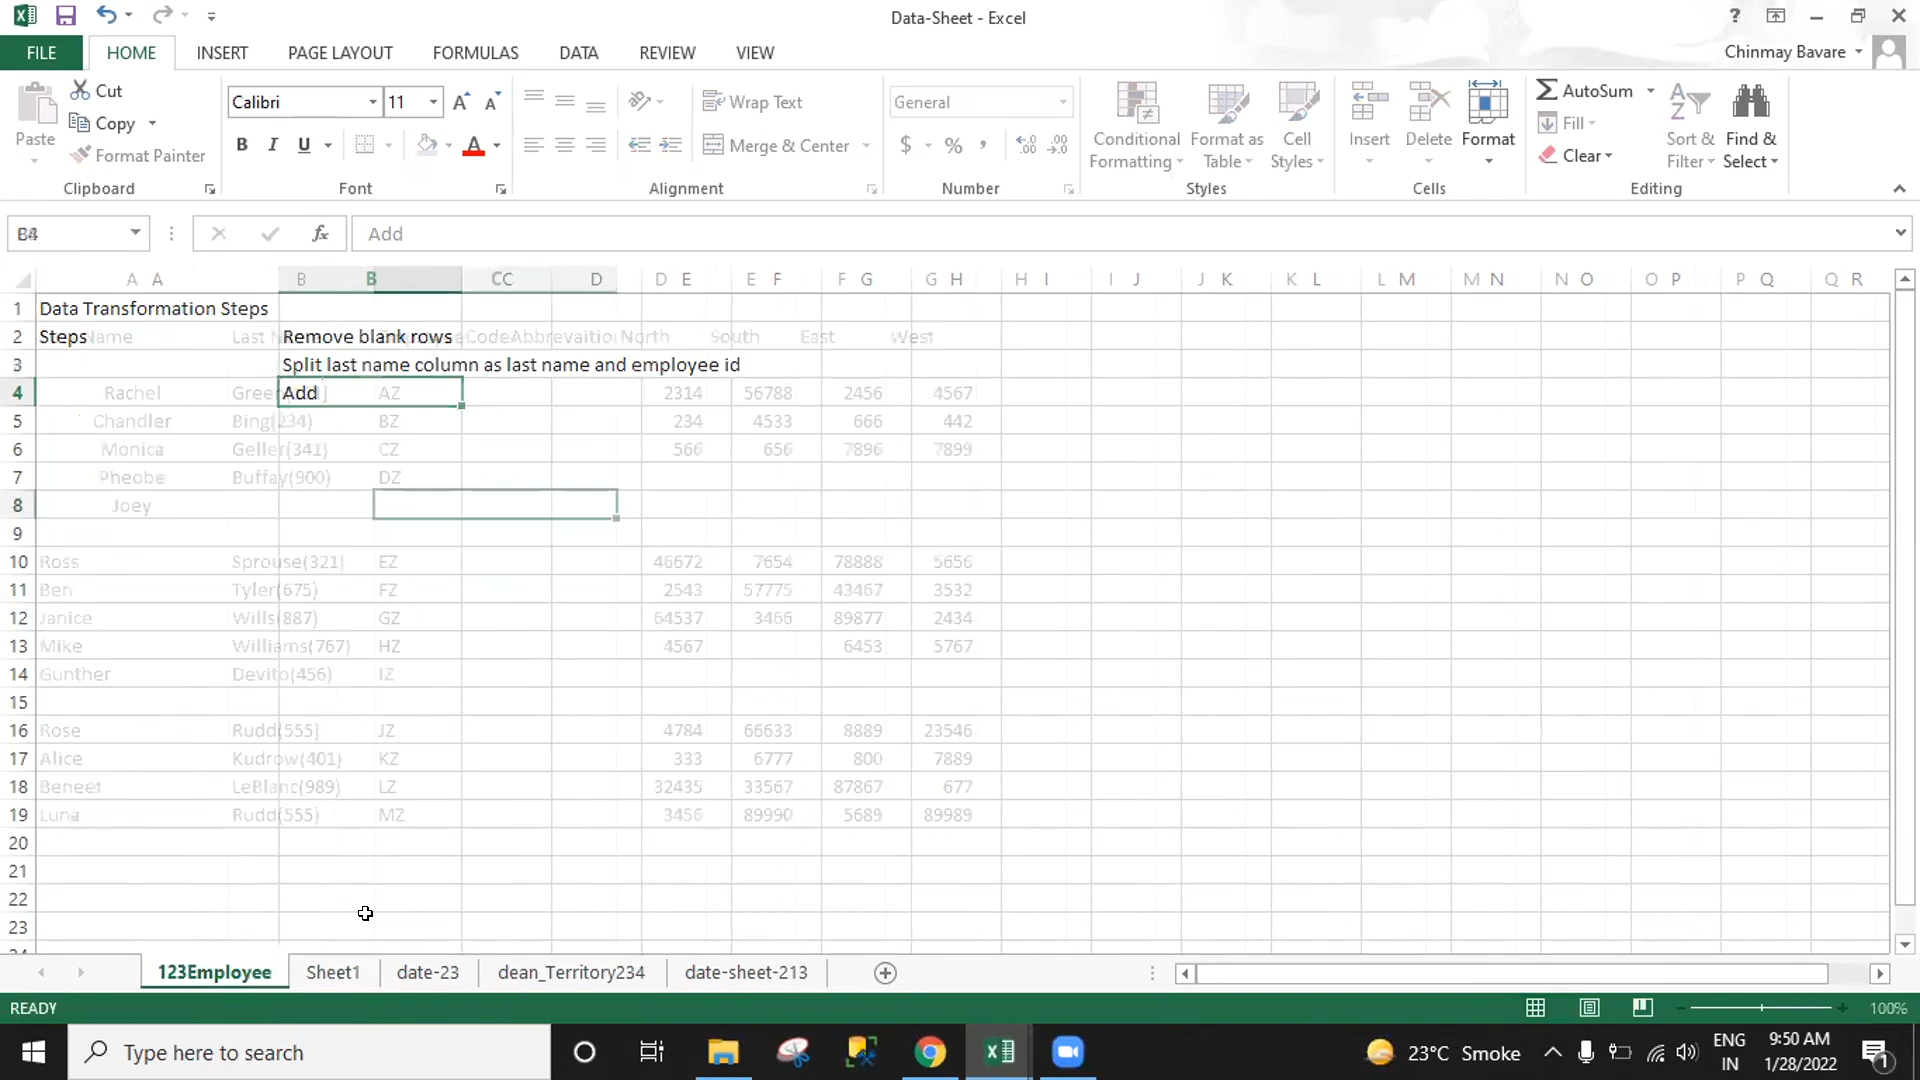 Data-Sheet - Excel
?
FILE HOME INSERT PAGE LAYOUT FORMULAS DATA REVIEW VIEW
Chinmay Bavare
Paste
Cut
Copy
Format Painter
Clipboard
Calibri 11
B I U
Font
Wrap Text
Merge & Center
Alignment
General
$ % ,
Number
Conditional Formatting
Format as Table
Cell Styles
Styles
Insert
Delete
Format
Cells
AutoSum
Fill
Clear
Sort & Filter
Find & Select
Editing
fx Add
A A B B CC D D E E F F G G H H I I J J K K L L M M N N O O P P Q Q R
1 Data Transformation Steps
2 Steps Name Remove blank rows Code Abbrevaition North South East West
3 Split last name column as last name and employee id
4 Rachel Add AZ 2314 56788 2456 4567
5 Chandler Bing(234) BZ 234 4533 666 442
6 Monica Geller(341) CZ 566 656 7896 7899
7 Pheobe Buffay(900) DZ
8 Joey
9
10 Ross Sprouse(321) EZ 46672 7654 78888 5656
11 Ben Tyler(675) FZ 2543 57775 43467 3532
12 Janice Wills(887) GZ 64537 3466 89877 2434
13 Mike Williams(767) HZ 4567 6453 5767
14 Gunther Devito(456) IZ
15
16 Rose Rudd(555) JZ 4784 66633 8889 23546
17 Alice Kudrow(401) KZ 333 6777 800 7889
18 Beneet LeBlanc(989) LZ 32435 33567 87867 677
19 Luna Rudd(555) MZ 3456 89990 5689 89989
20
21
22
23
123Employee Sheet1 date-23 dean_Territory234 date-sheet-213
READY
100%
Type here to search
23°C Smoke
ENG
IN
9:50 AM
1/28/2022
1